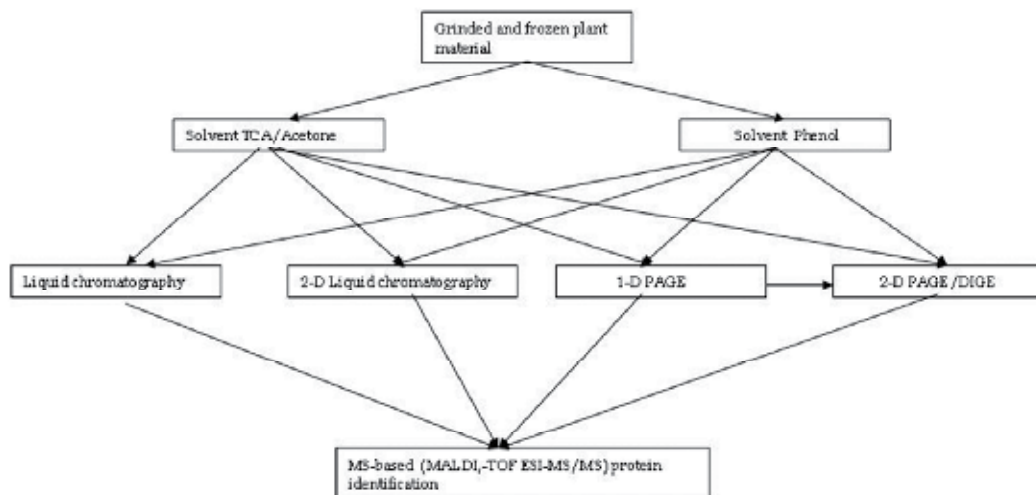 Grinded and frozen plant
material
Solvent TCA/Acetone
Solvent Phenol
Liquid chromatography
2-D Liquid chromatography
1-D PAGE
2-D PAGE/DIGE
MS-based (MALDI,-TOF ESI-MS/MS) protein
identification